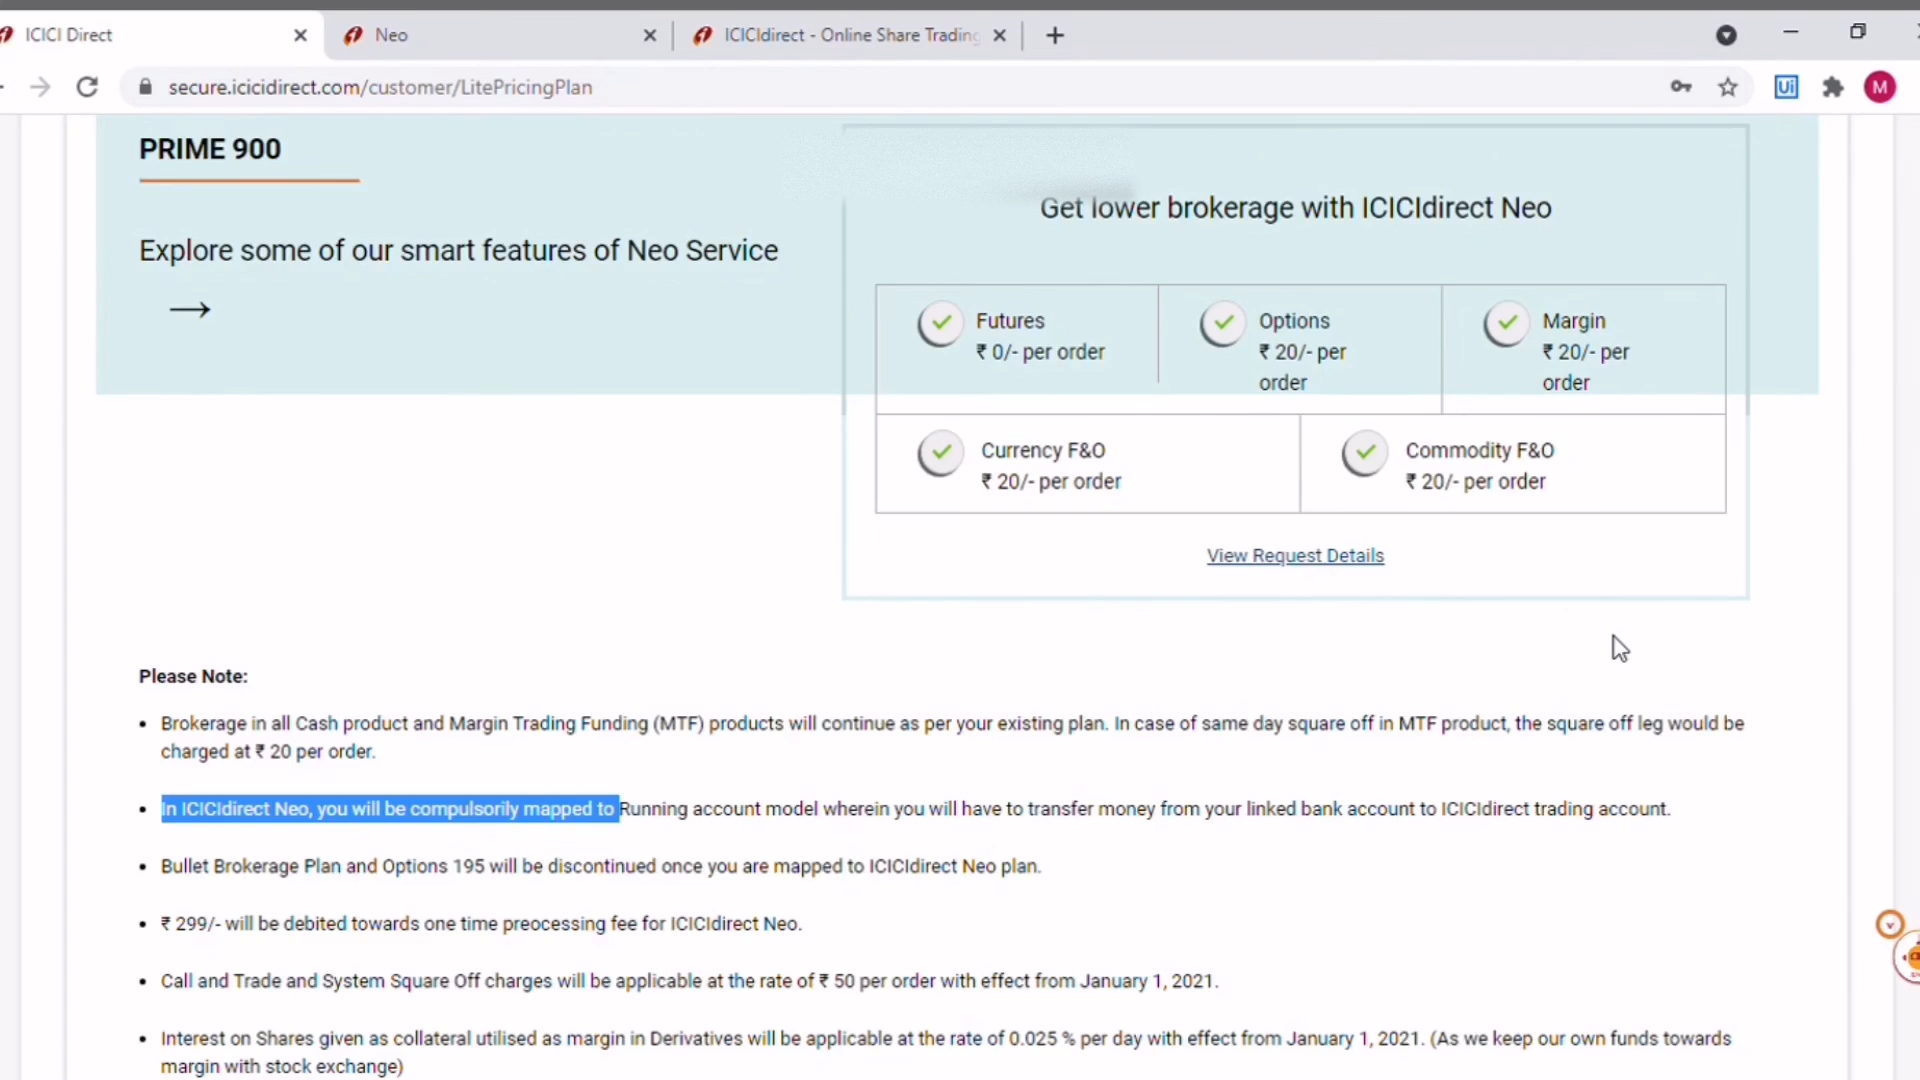 ICICI Direct
Neo
ICICIdirect - Online Share Trading
secure.icicidirect.com/customer/LitePricingPlan
Ui
M
PRIME 900
Explore some of our smart features of Neo Service
Get lower brokerage with ICICIdirect Neo
Futures
₹ 0/- per order
Options
₹ 20/- per
order
Margin
₹ 20/- per
order
Currency F&O
₹ 20/- per order
Commodity F&O
₹ 20/- per order
View Request Details
Please Note:
• Brokerage in all Cash product and Margin Trading Funding (MTF) products will continue as per your existing plan. In case of same day square off in MTF product, the square off leg would be
charged at ₹ 20 per order.
• In ICICIdirect Neo, you will be compulsorily mapped to Running account model wherein you will have to transfer money from your linked bank account to ICICIdirect trading account.
• Bullet Brokerage Plan and Options 195 will be discontinued once you are mapped to ICICIdirect Neo plan.
• ₹ 299/- will be debited towards one time preocessing fee for ICICIdirect Neo.
• Call and Trade and System Square Off charges will be applicable at the rate of ₹ 50 per order with effect from January 1, 2021.
• Interest on Shares given as collateral utilised as margin in Derivatives will be applicable at the rate of 0.025 % per day with effect from January 1, 2021. (As we keep our own funds towards
margin with stock exchange)